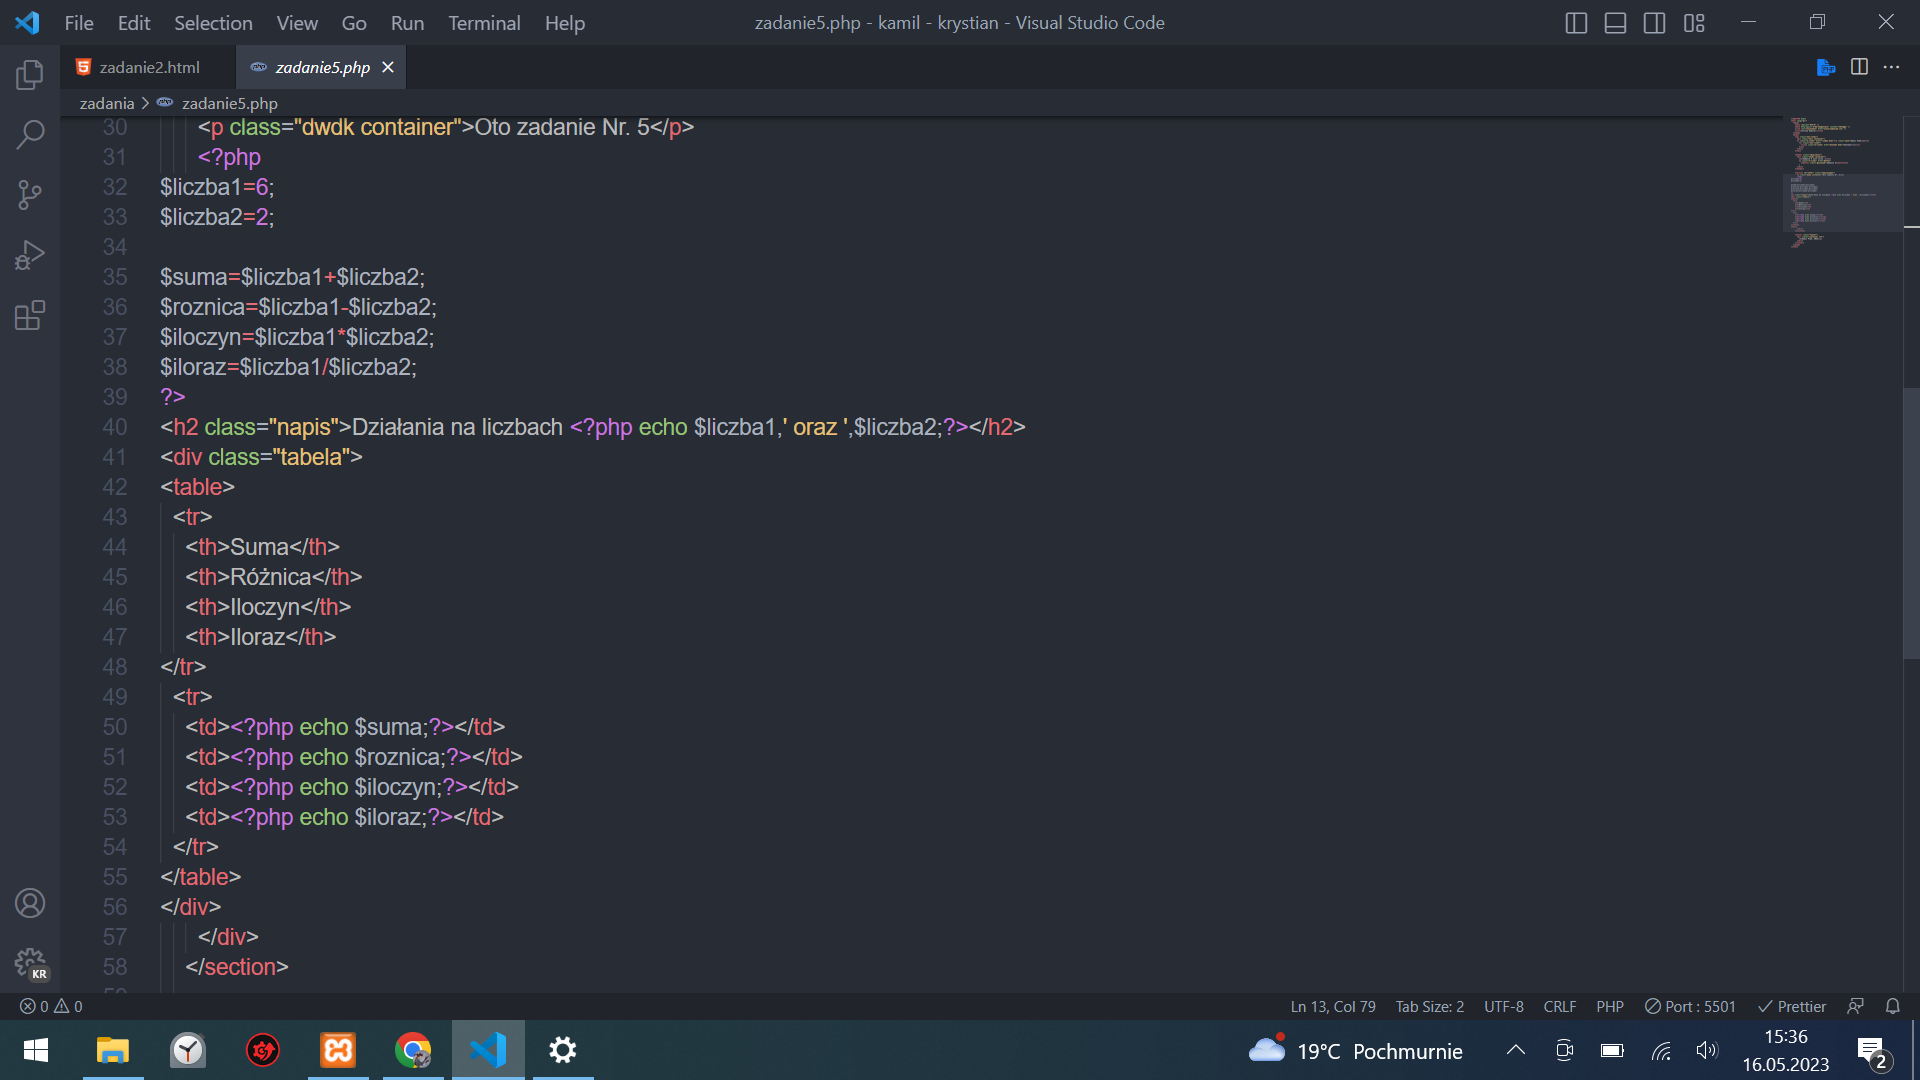 File Edit Selection View Go Run Terminal Help
zadanie5.php - kamil - krystian - Visual Studio Code
zadanie2.html
zadanie5.php
zadania > zadanie5.php
30 <p class="dwdk container">Oto zadanie Nr. 5</p>
31 <?php
32 $liczba1=6;
33 $liczba2=2;
34
35 $suma=$liczba1+$liczba2;
36 $roznica=$liczba1-$liczba2;
37 $iloczyn=$liczba1*$liczba2;
38 $iloraz=$liczba1/$liczba2;
39 ?>
40 <h2 class="napis">Działania na liczbach <?php echo $liczba1,' oraz ',$liczba2;?></h2>
41 <div class="tabela">
42 <table>
43 <tr>
44 <th>Suma</th>
45 <th>Różnica</th>
46 <th>Iloczyn</th>
47 <th>Iloraz</th>
48 </tr>
49 <tr>
50 <td><?php echo $suma;?></td>
51 <td><?php echo $roznica;?></td>
52 <td><?php echo $iloczyn;?></td>
53 <td><?php echo $iloraz;?></td>
54 </tr>
55 </table>
56 </div>
57 </div>
58 </section>
KR
0 0
Ln 13, Col 79 Tab Size: 2 UTF-8 CRLF PHP Port : 5501 Prettier
19°C Pochmurnie
15:36
16.05.2023
2